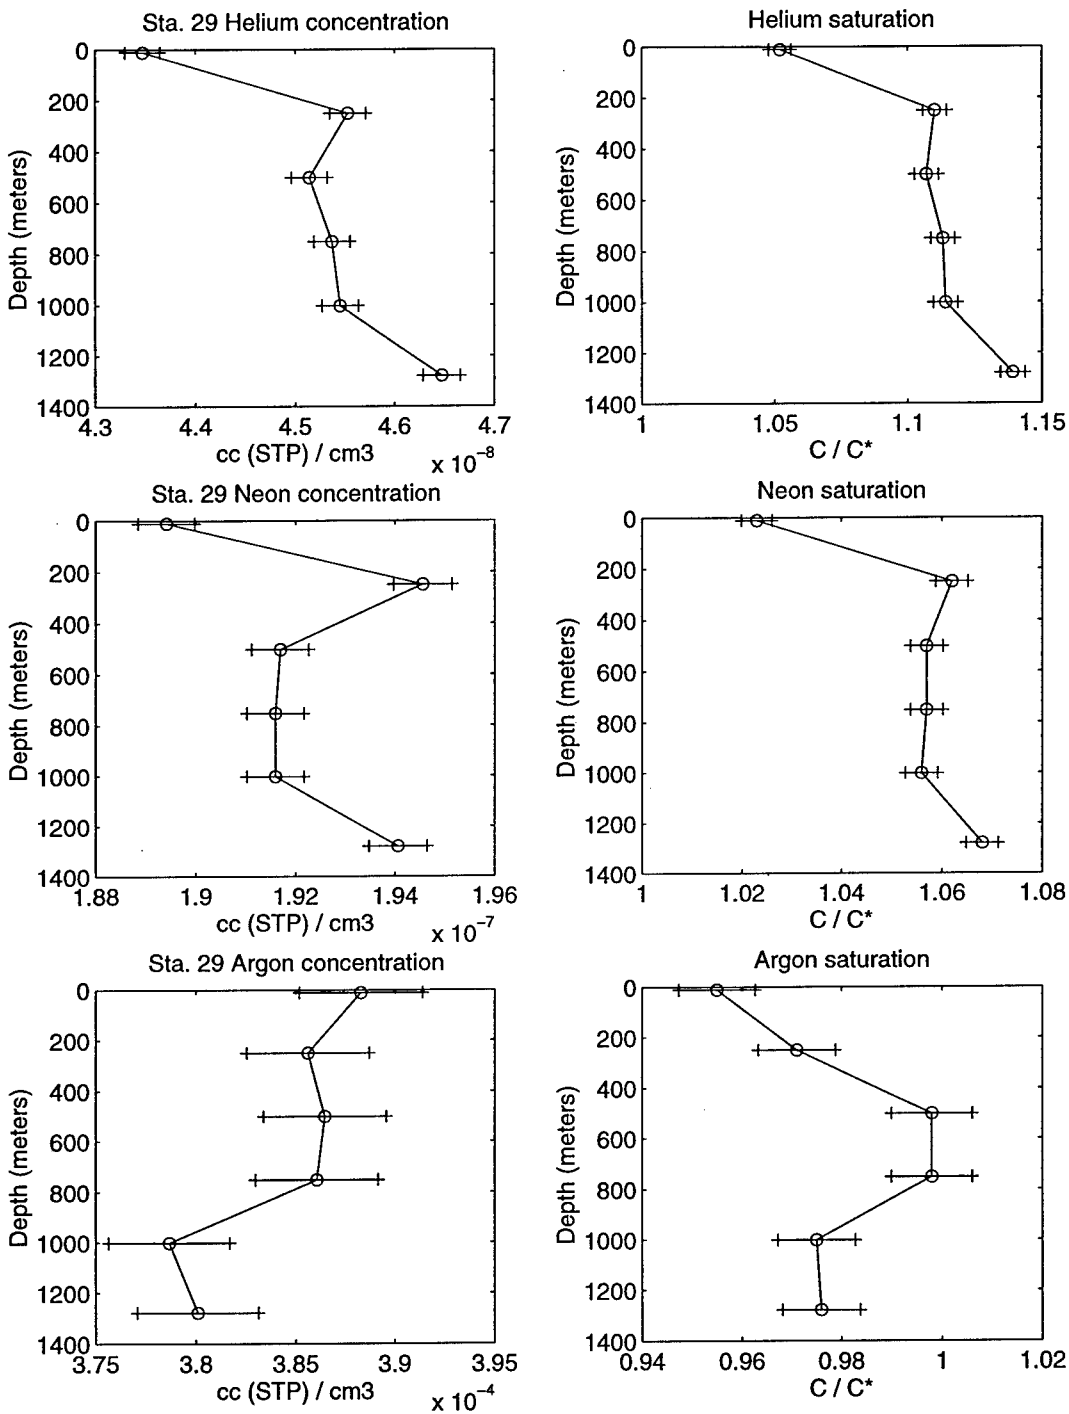 Sta. 29 Helium concentration
0
200
400
600
800
1000
1200
1400
Depth (meters)
4.3 4.4 4.5 4.6 4.7
cc (STP) / cm3
x 10⁻⁸
Helium saturation
0
200
400
600
800
1000
1200
1400
Depth (meters)
1 1.05 1.1 1.15
C / C*
Sta. 29 Neon concentration
0
200
400
600
800
1000
1200
1400
Depth (meters)
1.88 1.9 1.92 1.94 1.96
cc (STP) / cm3
x 10⁻⁷
Neon saturation
0
200
400
600
800
1000
1200
1400
Depth (meters)
1 1.02 1.04 1.06 1.08
C / C*
Sta. 29 Argon concentration
0
200
400
600
800
1000
1200
1400
Depth (meters)
3.75 3.8 3.85 3.9 3.95
cc (STP) / cm3
x 10⁻⁴
Argon saturation
0
200
400
600
800
1000
1200
1400
Depth (meters)
0.94 0.96 0.98 1 1.02
C / C*